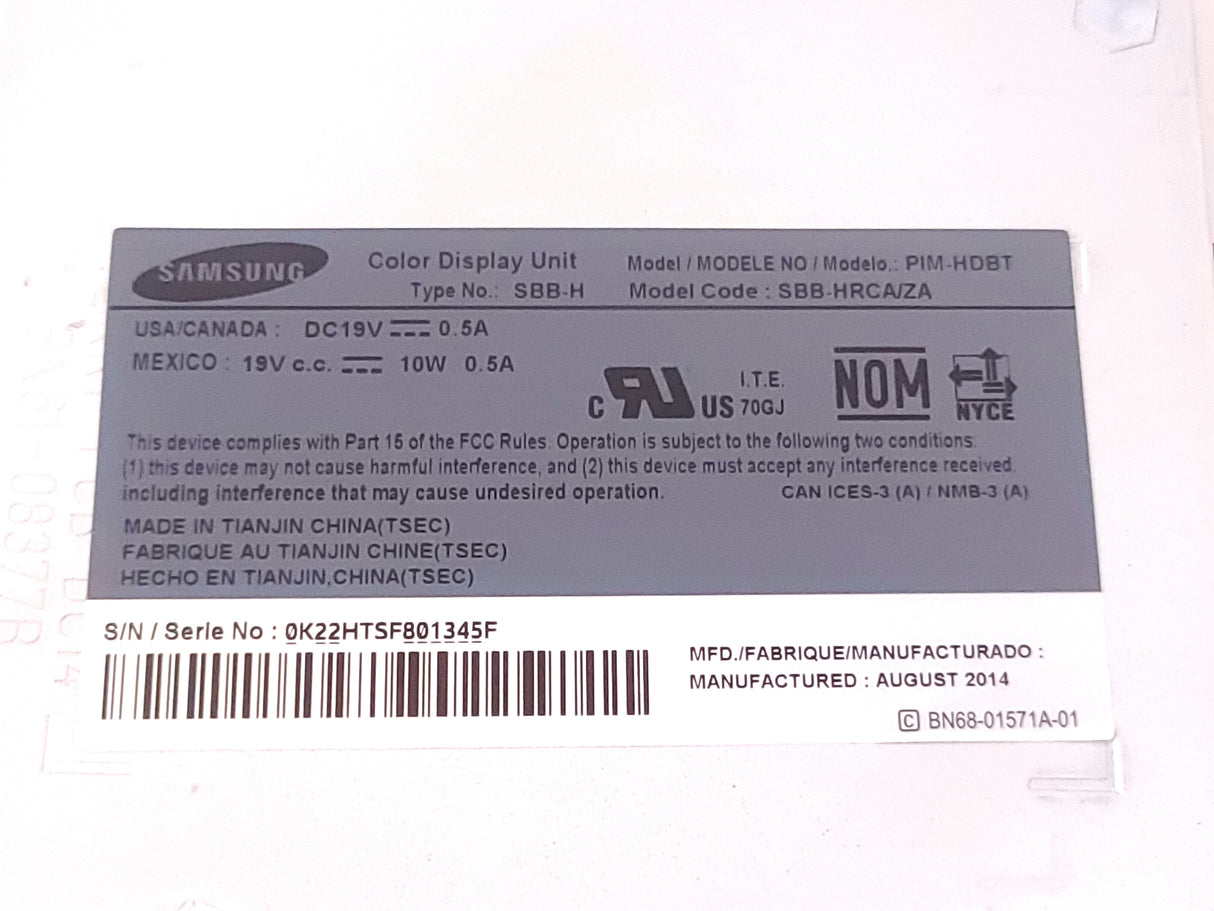 SAMSUNG
Color Display Unit
Type No.: SBB-H
Model / MODELE NO / Modelo.: PIM-HDBT
Model Code : SBB-HRCA/ZA
USA/CANADA : DC19V 0.5A
MEXICO : 19V c.c. 10W 0.5A
C RU US I.T.E. 70GJ
NOM
NYCE
This device complies with Part 15 of the FCC Rules. Operation is subject to the following two conditions:
(1) this device may not cause harmful interference, and (2) this device must accept any interference received.
including interference that may cause undesired operation.
CAN ICES-3 (A) / NMB-3 (A)
MADE IN TIANJIN CHINA(TSEC)
FABRIQUE AU TIANJIN CHINE(TSEC)
HECHO EN TIANJIN,CHINA(TSEC)
S/N / Serle No : 0K22HTSF801345F
MFD./FABRIQUE/MANUFACTURADO :
MANUFACTURED : AUGUST 2014
C BN68-01571A-01